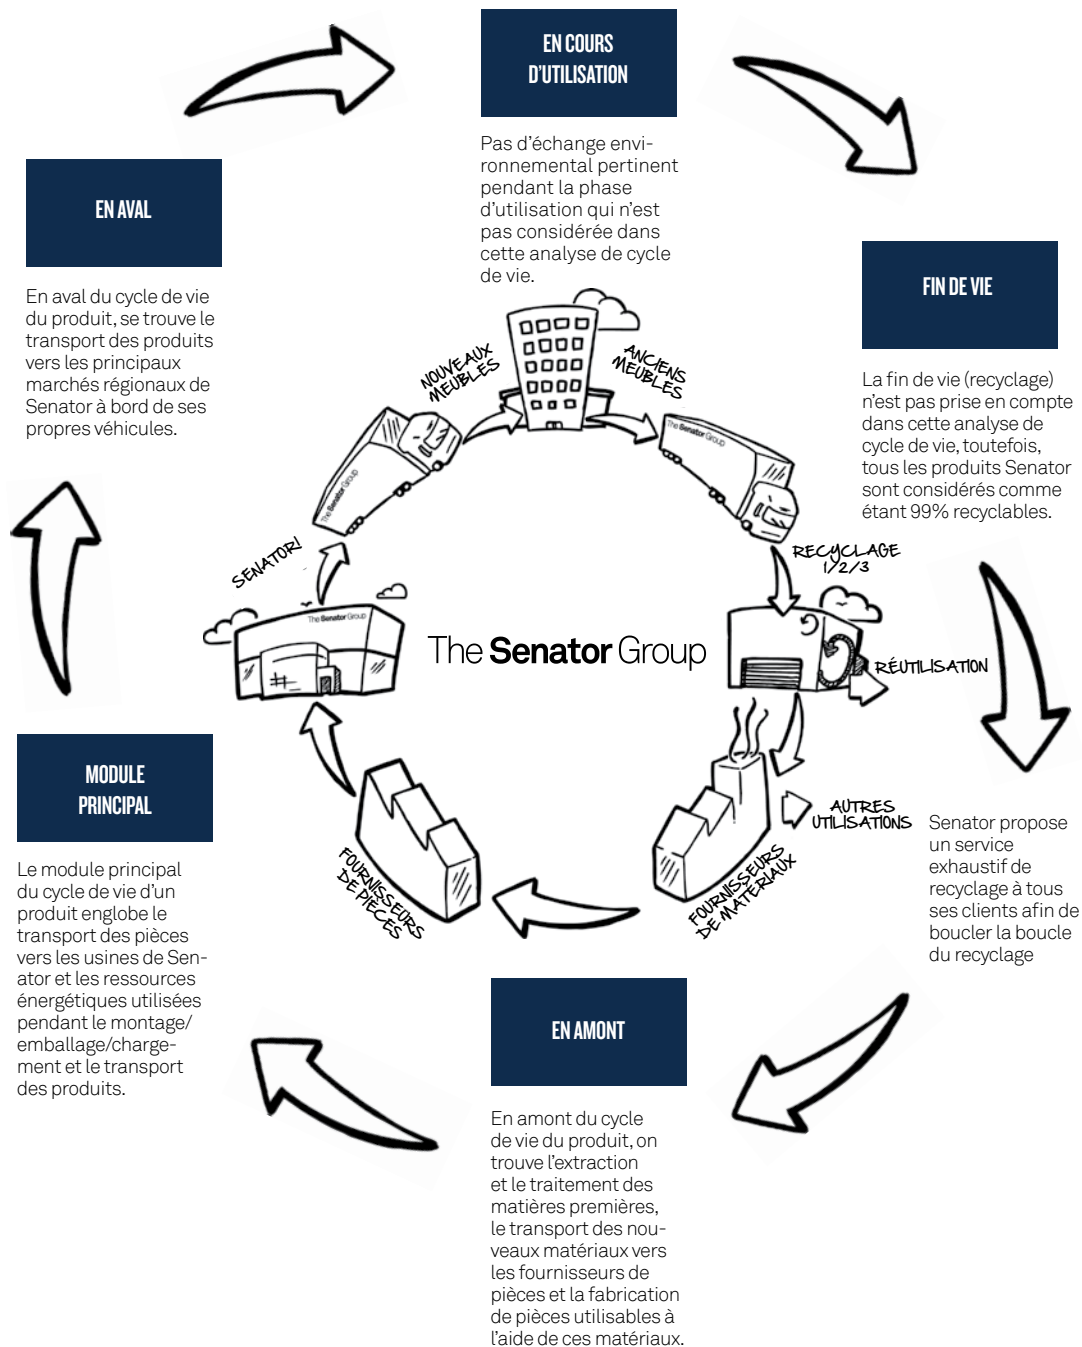 EN COURS
D'UTILISATION
Pas d'échange envi-
ronnemental pertinent
pendant la phase
d'utilisation qui n'est
pas considérée dans
cette analyse de cycle
de vie.
EN AVAL
En aval du cycle de vie
du produit, se trouve le
transport des produits
vers les principaux
marchés régionaux de
Senator à bord de ses
propres véhicules.
FIN DE VIE
La fin de vie (recyclage)
n'est pas prise en compte
dans cette analyse de
cycle de vie, toutefois,
tous les produits Senator
sont considérés comme
étant 99% recyclables.
NOUVEAUX
MEUBLES
ANCIENS
MEUBLES
The Senator Group
The Senator Group
SENATOR!
RECYCLAGE
1/2/3
The Senator Group
The Senator Group
RÉUTILISATION
AUTRES
UTILISATIONS
FOURNISSEURS
DE PIÈCES
FOURNISSEURS
DE MATÉRIAUX
Senator propose
un service
exhaustif de
recyclage à tous
ses clients afin de
boucler la boucle
du recyclage
MODULE
PRINCIPAL
Le module principal
du cycle de vie d'un
produit englobe le
transport des pièces
vers les usines de Sen-
ator et les ressources
énergétiques utilisées
pendant le montage/
emballage/charge-
ment et le transport
des produits.
EN AMONT
En amont du cycle
de vie du produit, on
trouve l'extraction
et le traitement des
matières premières,
le transport des nou-
veaux matériaux vers
les fournisseurs de
pièces et la fabrication
de pièces utilisables à
l'aide de ces matériaux.